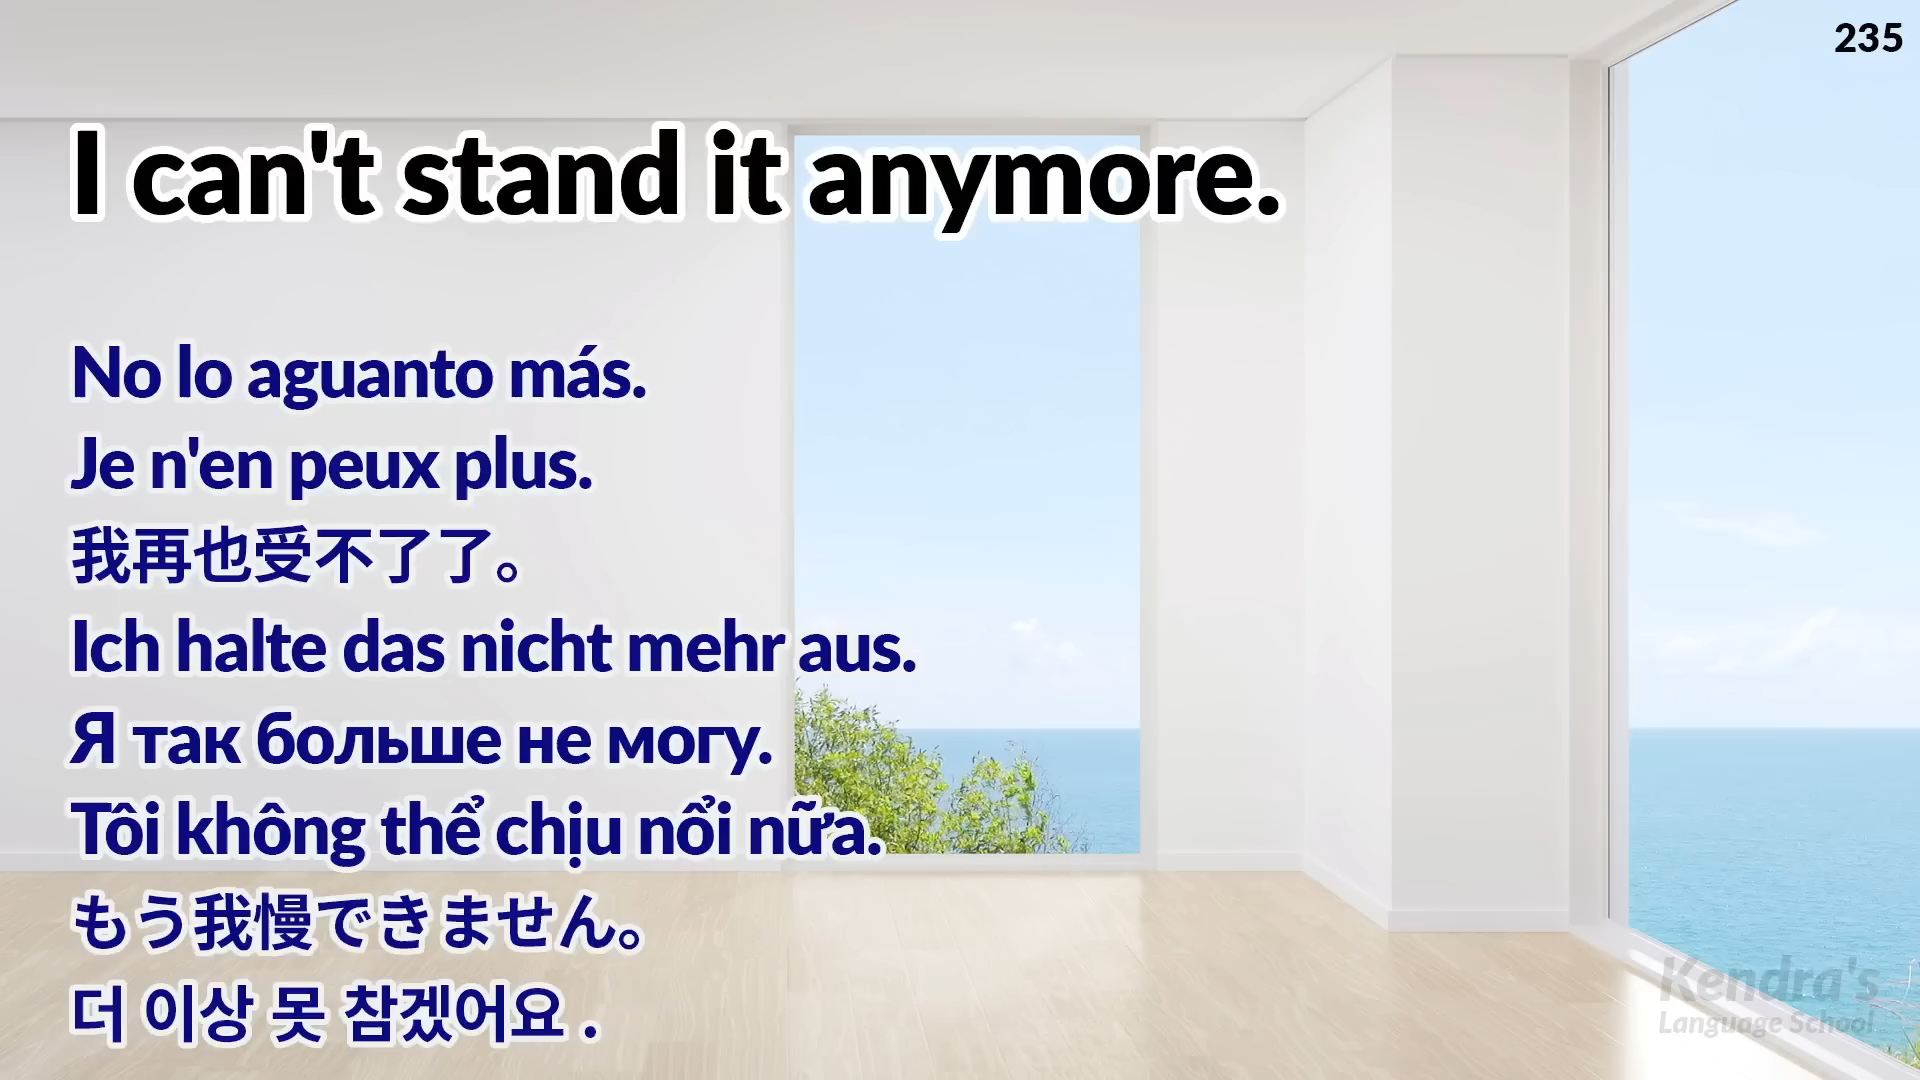 235
I can't stand it anymore.
No lo aguanto más.
Je n'en peux plus.
我再也受不了了。
Ich halte das nicht mehr aus.
Я так больше не могу.
Tôi không thể chịu nổi nữa.
もう我慢できません。
더 이상 못 참겠어요 .
Kendra's
Language School